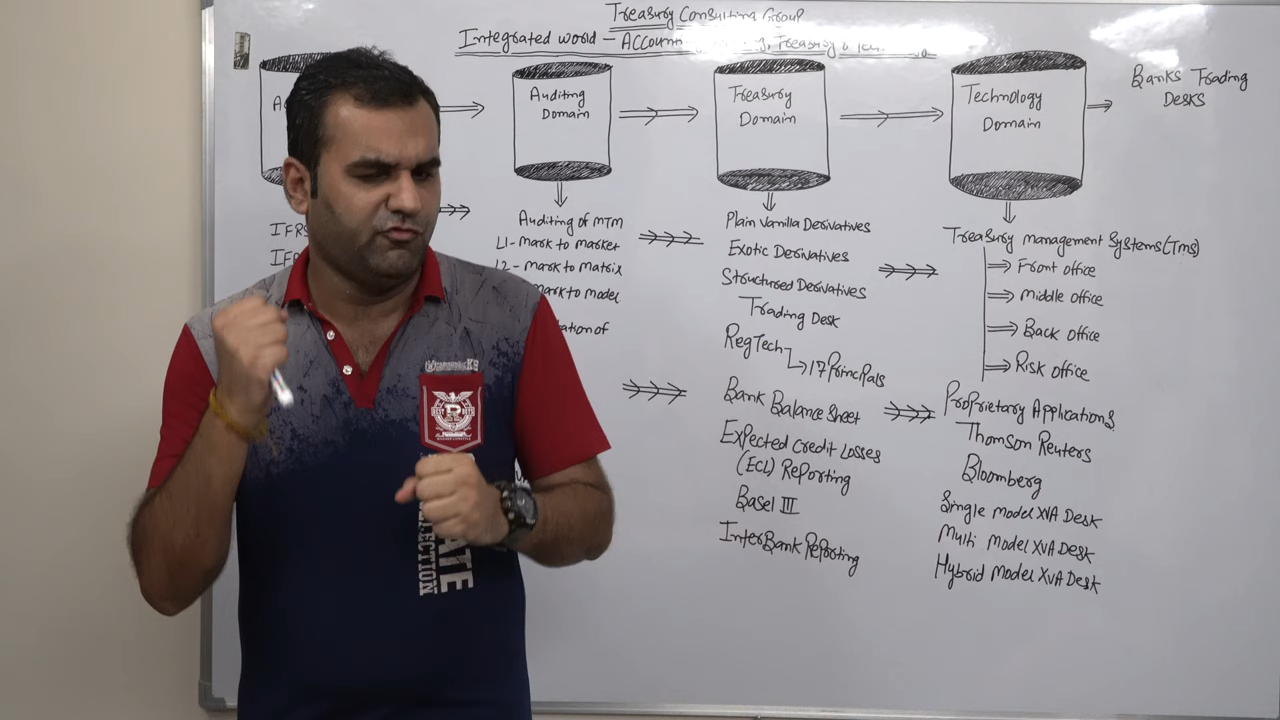 Treasury Consulting Group
Integrated world - Treasury
Auditing
Domain
Treasury
Domain
Technology
Domain
Banks Trading
Desks
IFRS
Auditing of MTM
L1 - Mark to market
L2 - Mark to matrix
Mark to model
of
Plain Vanilla Derivatives
Exotic Derivatives
Structured Derivatives
Trading Desk
RegTech
17 Principals
Bank Balance Sheet
Expected Credit Losses
(ECL) Reporting
Basel III
InterBank Reporting
Treasury management Systems (Tms)
Front office
Middle office
Back office
Risk office
Proprietary Applications
Thomson Reuters
Bloomberg
Single Model XVA Desk
Multi Model XVA Desk
Hybrid Model XVA Desk